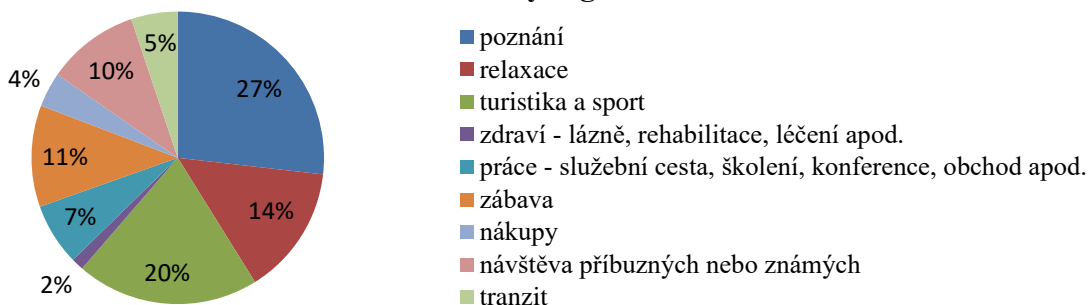 5%
10%
4%
27%
11%
7%
14%
2%
20%
poznání
relaxace
turistika a sport
zdraví - lázně, rehabilitace, léčení apod.
práce - služební cesta, školení, konference, obchod apod.
zábava
nákupy
návštěva příbuzných nebo známých
tranzit